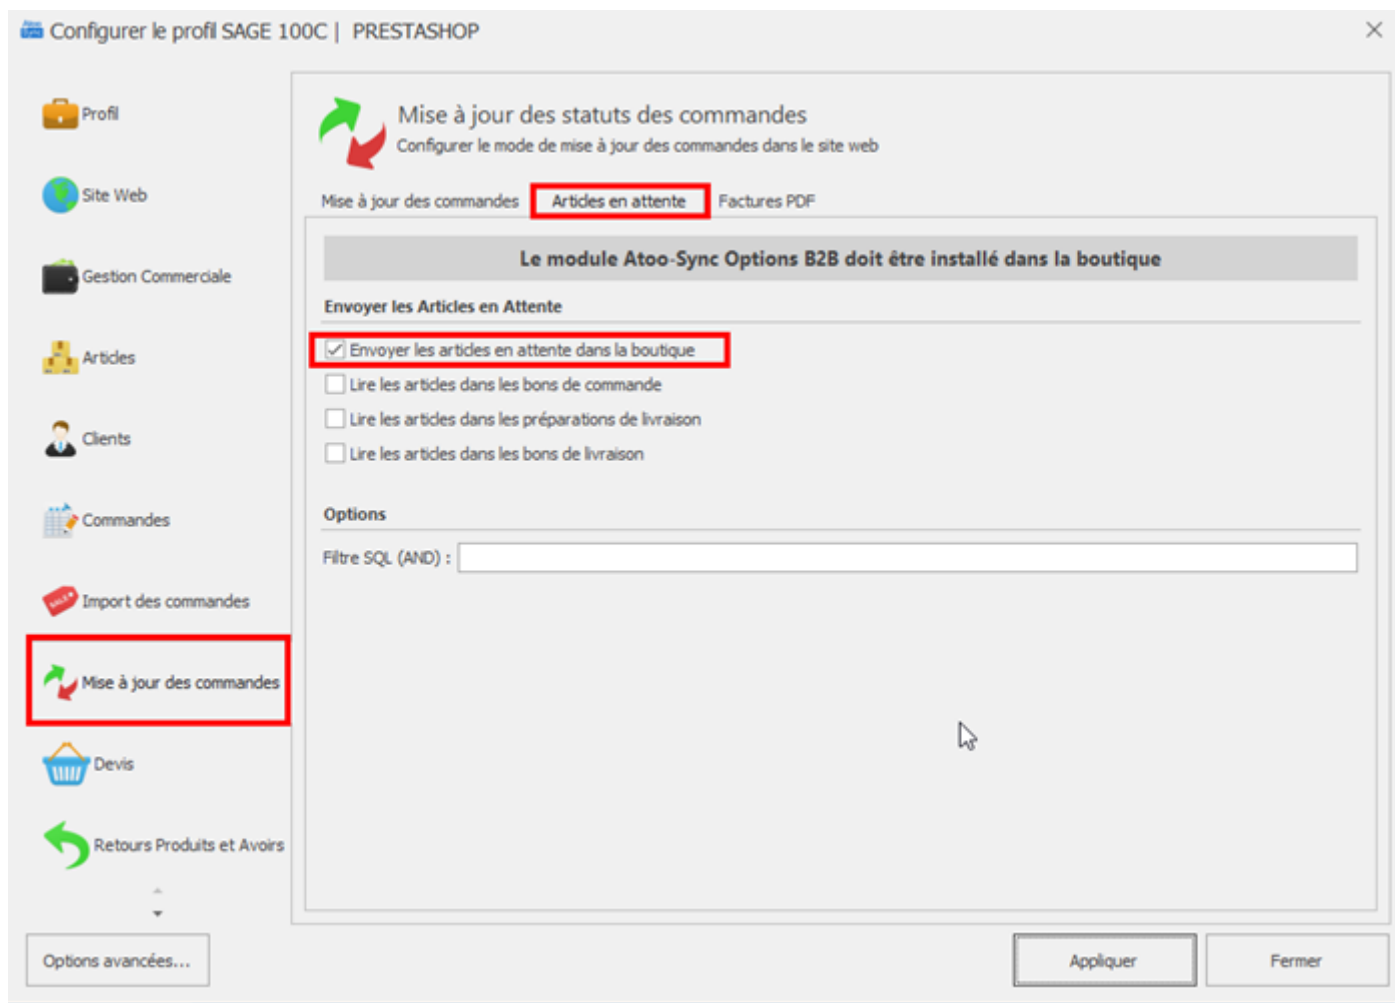 Configurer le profil SAGE 100C | PRESTASHOP
Profil
Site Web
Gestion Commerciale
Articles
Clients
Commandes
Import des commandes
Mise à jour des commandes
Devis
Retours Produits et Avoirs
Options avancées...
Mise à jour des statuts des commandes
Configurer le mode de mise à jour des commandes dans le site web
Mise à jour des commandes Articles en attente Factures PDF
Le module Atoo-Sync Options B2B doit être installé dans la boutique
Envoyer les Articles en Attente
Envoyer les articles en attente dans la boutique
Lire les articles dans les bons de commande
Lire les articles dans les préparations de livraison
Lire les articles dans les bons de livraison
Options
Filtre SQL (AND) :
Appliquer Fermer